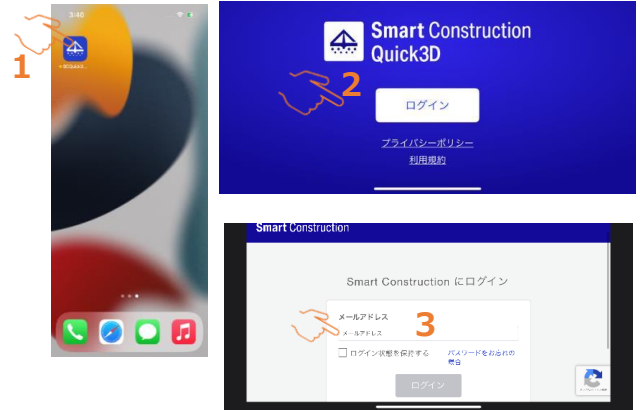 3:40
1
Smart Construction
Quick3D
2
ログイン
プライバシーポリシー
利用規約
Smart Construction
Smart Construction にログイン
メールアドレス
メールアドレス
3
ログイン状態を保持する
パスワードをお忘れの
場合
ログイン